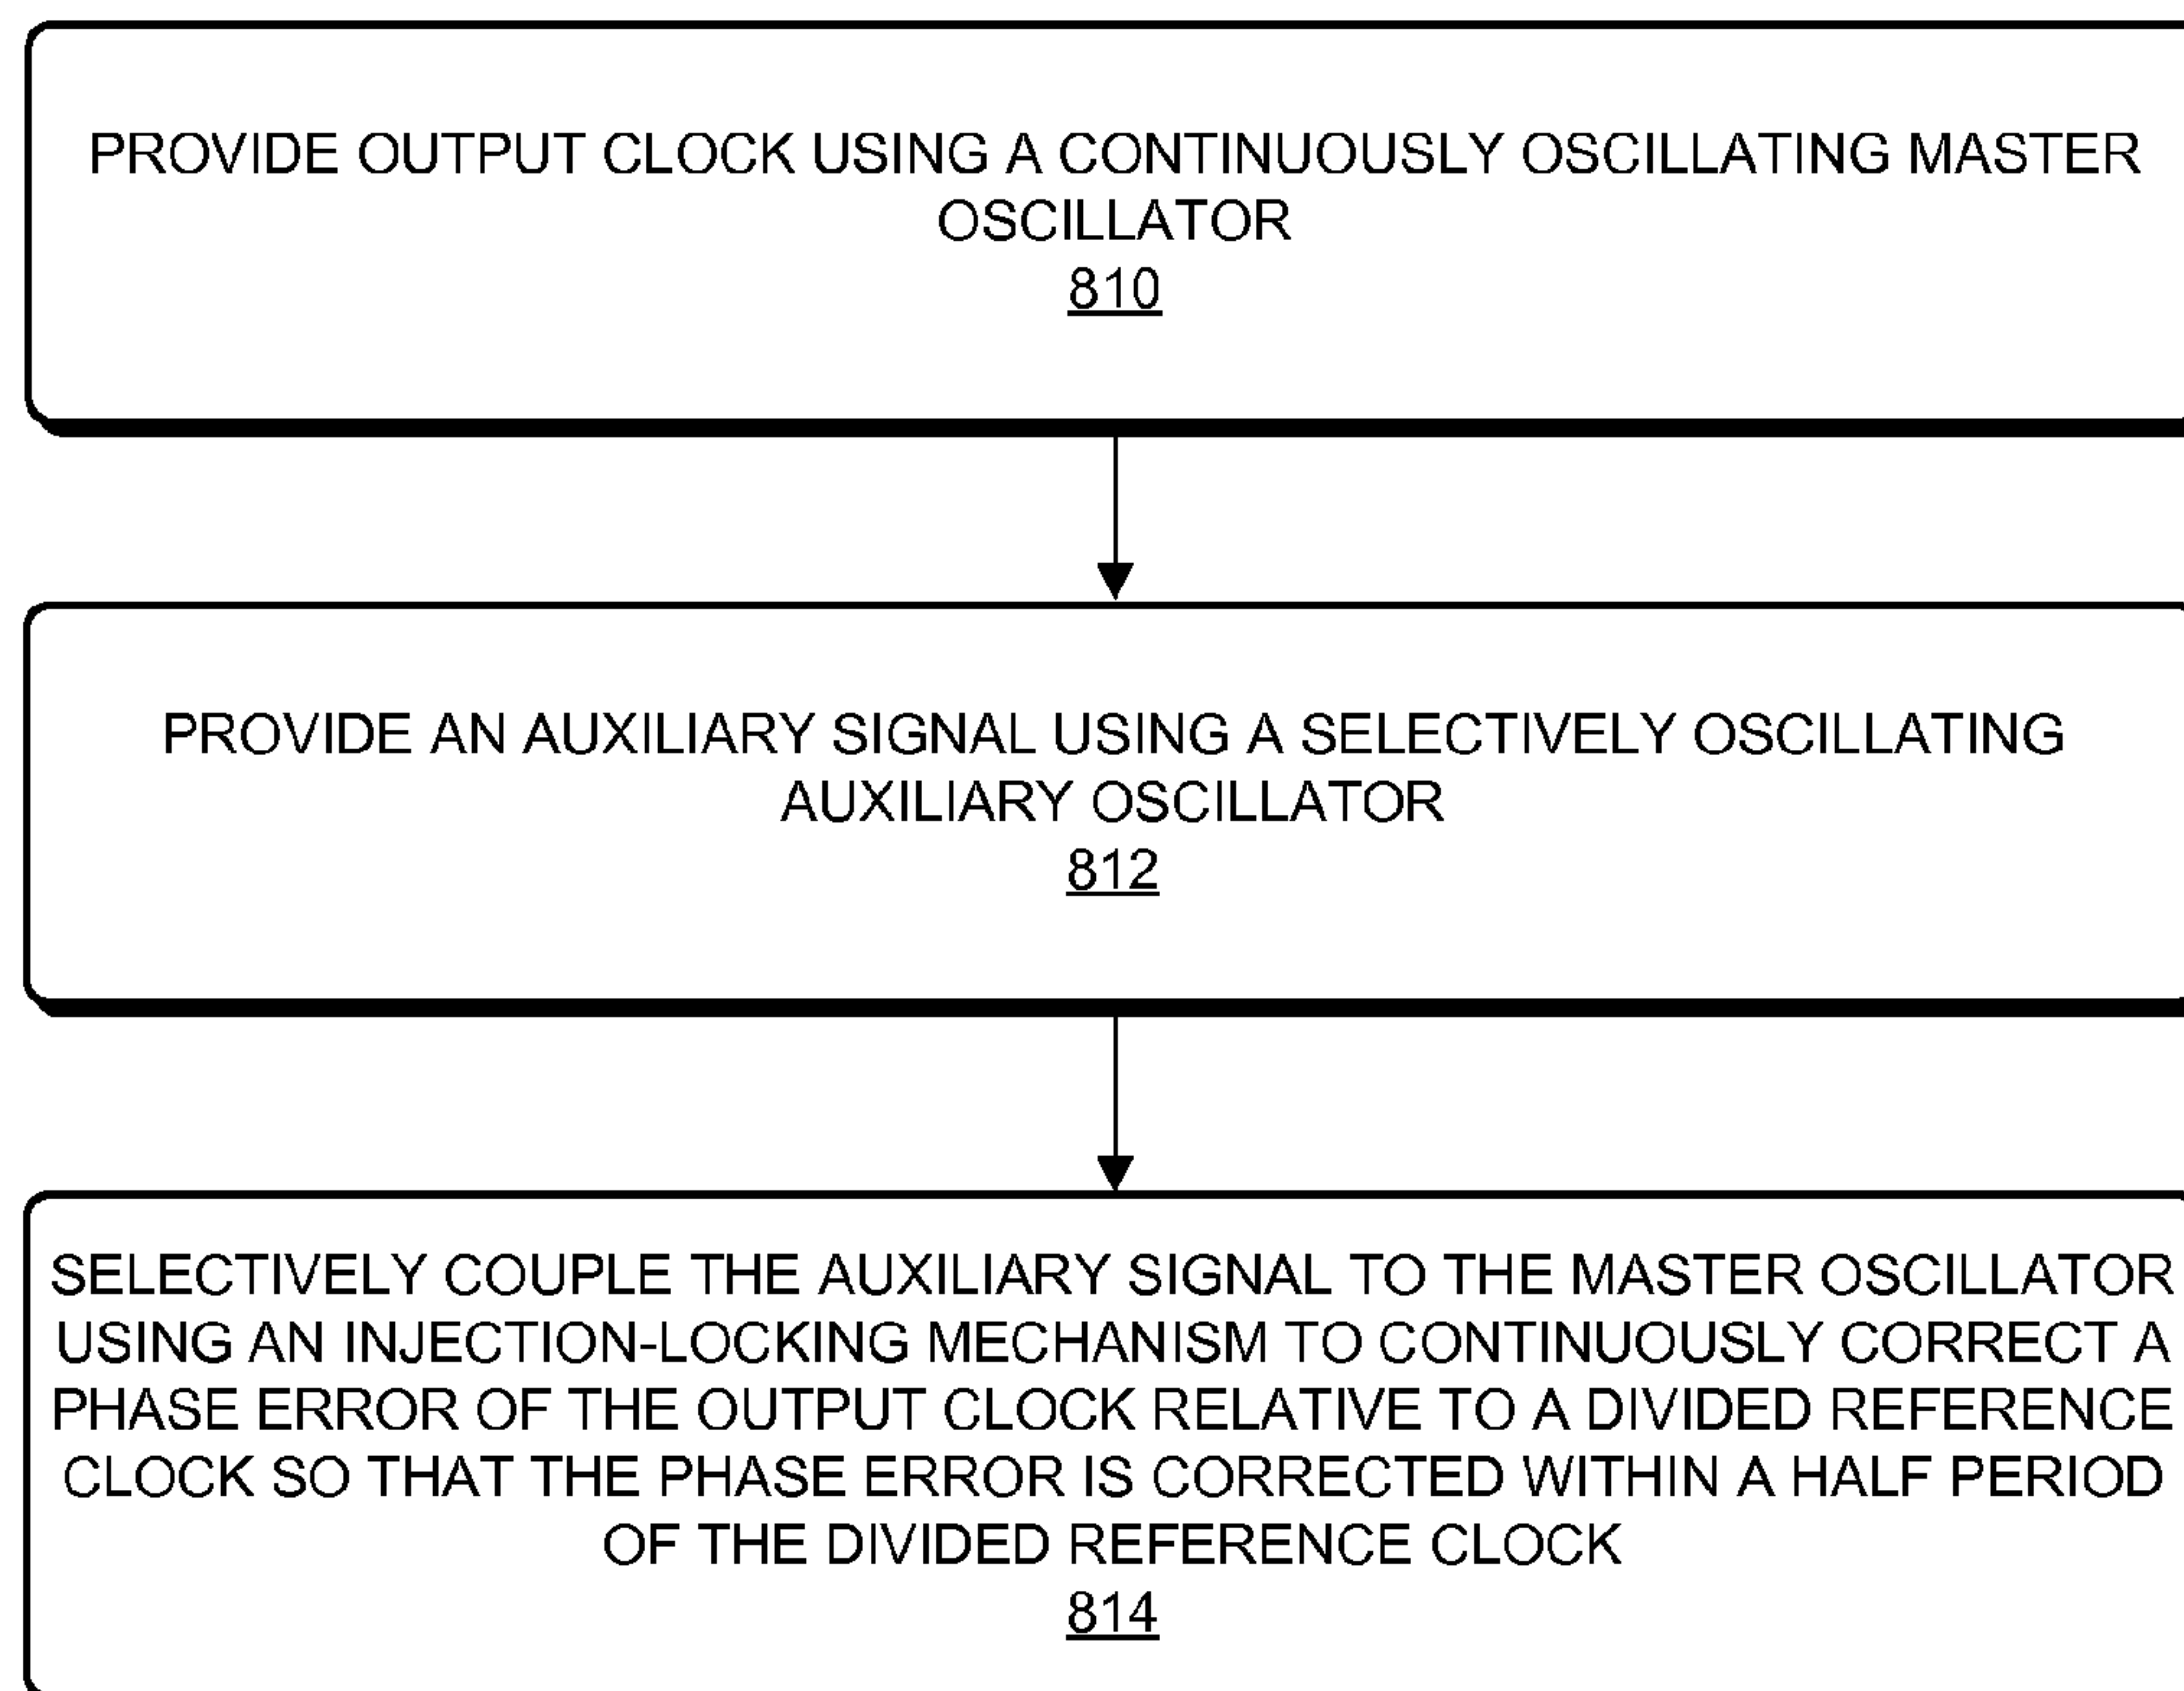 PROVIDE OUTPUT CLOCK USING A CONTINUOUSLY OSCILLATING MASTER
OSCILLATOR
810
PROVIDE AN AUXILIARY SIGNAL USING A SELECTIVELY OSCILLATING
AUXILIARY OSCILLATOR
812
SELECTIVELY COUPLE THE AUXILIARY SIGNAL TO THE MASTER OSCILLATOR
USING AN INJECTION-LOCKING MECHANISM TO CONTINUOUSLY CORRECT A
PHASE ERROR OF THE OUTPUT CLOCK RELATIVE TO A DIVIDED REFERENCE
CLOCK SO THAT THE PHASE ERROR IS CORRECTED WITHIN A HALF PERIOD
OF THE DIVIDED REFERENCE CLOCK
814